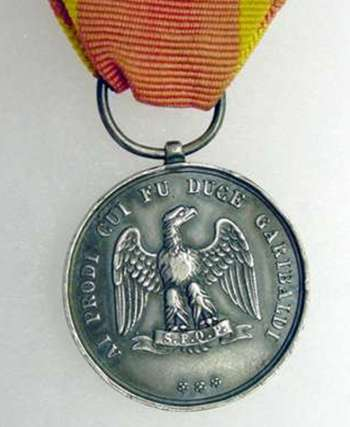 AI PRODI CUI FU DUCE GARIBALDI
S.P.Q.R.